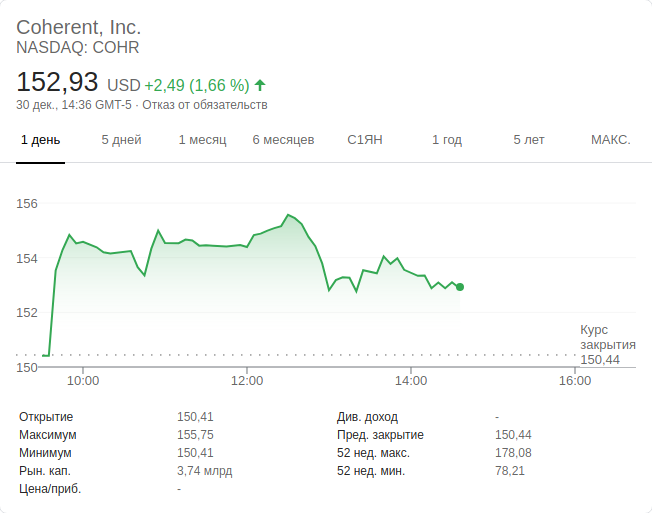 Coherent, Inc.
NASDAQ: COHR
152,93 USD +2,49 (1,66 %)
30 дек., 14:36 GMT-5 · Отказ от обязательств
1 день 5 дней 1 месяц 6 месяцев С1ЯН 1 год 5 лет МАКС.
156
154
152
150
Курс
закрытия
150,44
10:00 12:00 14:00 16:00
Открытие 150,41 Див. доход -
Максимум 155,75 Пред. закрытие 150,44
Минимум 150,41 52 нед. макс. 178,08
Рын. кап. 3,74 млрд 52 нед. мин. 78,21
Цена/приб. -